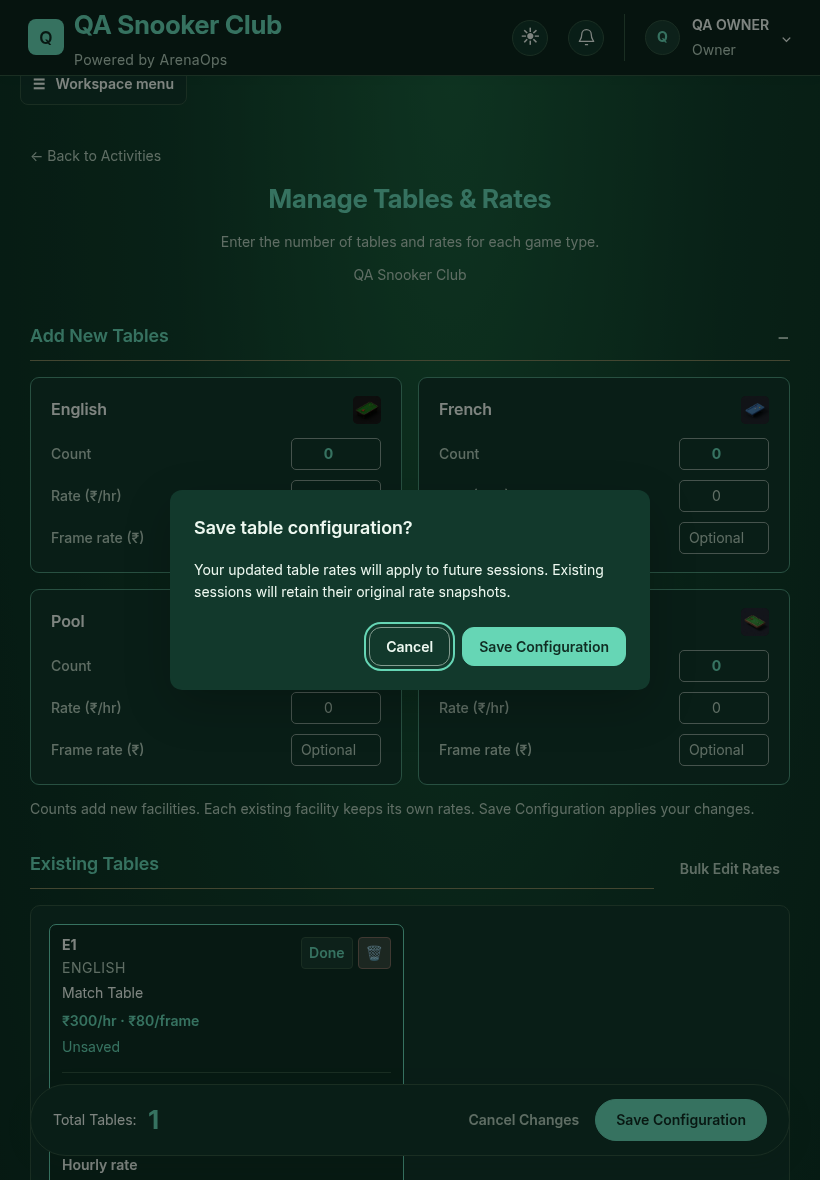 Q
QA Snooker Club
Powered by ArenaOps
Q
QA OWNER
Owner
☰ Workspace menu
← Back to Activities
Manage Tables & Rates
Enter the number of tables and rates for each game type.
QA Snooker Club
Add New Tables
−
English
Count
0
Rate (₹/hr)
Frame rate (₹)
French
Count
0
0
Optional
Save table configuration?
Your updated table rates will apply to future sessions. Existing
sessions will retain their original rate snapshots.
Cancel
Save Configuration
Pool
Count
Rate (₹/hr)
0
Frame rate (₹)
Optional
0
Rate (₹/hr)
0
Frame rate (₹)
Optional
Counts add new facilities. Each existing facility keeps its own rates. Save Configuration applies your changes.
Existing Tables
Bulk Edit Rates
E1
ENGLISH
Match Table
₹300/hr · ₹80/frame
Unsaved
Done
Total Tables: 1
Cancel Changes
Save Configuration
Hourly rate